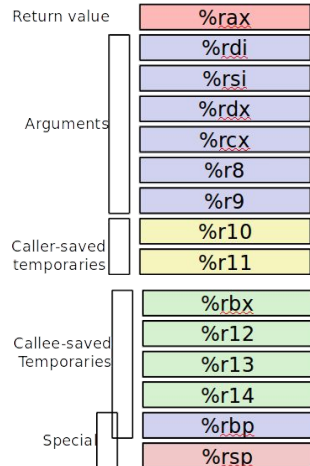 Return value
%rax
%rdi
%rsi
%rdx
Arguments
%rcx
%r8
%r9
%r10
Caller-saved
temporaries
%r11
%rbx
%r12
Callee-saved
Temporaries
%r13
%r14
%rbp
Special
%rsp